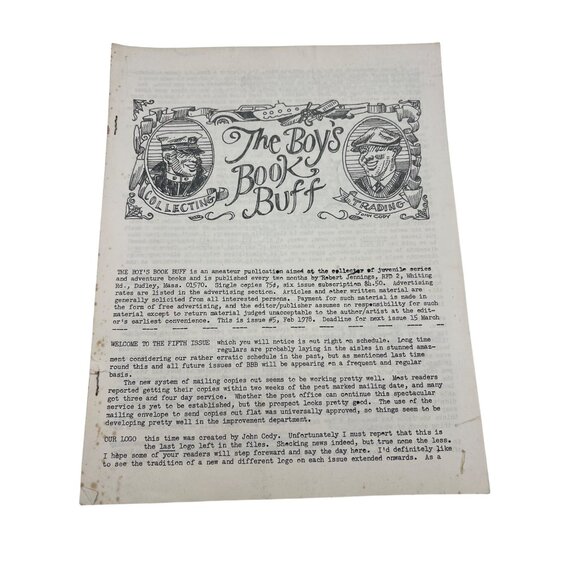 The Boy's
Book
Buff
COLLECTING
TRADING
JOHN CODY
THE BOY'S BOOK BUFF is an amateur publication aimed at the collector of juvenile series
and adventure books and is published every two months by Robert Jennings, RFD 2, Whiting
Rd., Dudley, Mass. 01570. Single copies 75¢, six issue subscription $4.50. Advertising
rates are listed in the advertising section. Articles and other written material are
generally solicited from all interested persons. Payment for such material is made in
the form of free advertising, and the editor/publisher assumes no responsibility for such
material except to return material judged unacceptable to the author/artist at the edit-
or's earliest convenience. This is issue #5, Feb 1978. Deadline for next issue 15 March
WELCOME TO THE FIFTH ISSUE which you will notice is out right on schedule. Long time
regulars are probably laying in the aisles in stunned amaz-
ment considering our rather erratic schedule in the past, but as mentioned last time
round this and all future issues of BBB will be appearing on a frequent and regular
basis.
The new system of mailing copies out seems to be working pretty well. Most readers
reported getting their copies within two weeks of the post marked mailing date, and many
got three and four day service. Whether the post office can continue this spectacular
service is yet to be established, but the prospect looks pretty good. The use of the
mailing envelope to send copies out flat was universally approved, so things seem to be
developing pretty well in the improvement department.
OUR LOGO this time was created by John Cody. Unfortunately I must report that this is
the last logo left in the files. Shocking news indeed, but true none the less.
I hope some of your readers will step foreward and say the day here. I'd definitely like
to see the tradition of a new and different logo on each issue extended onwards. As a